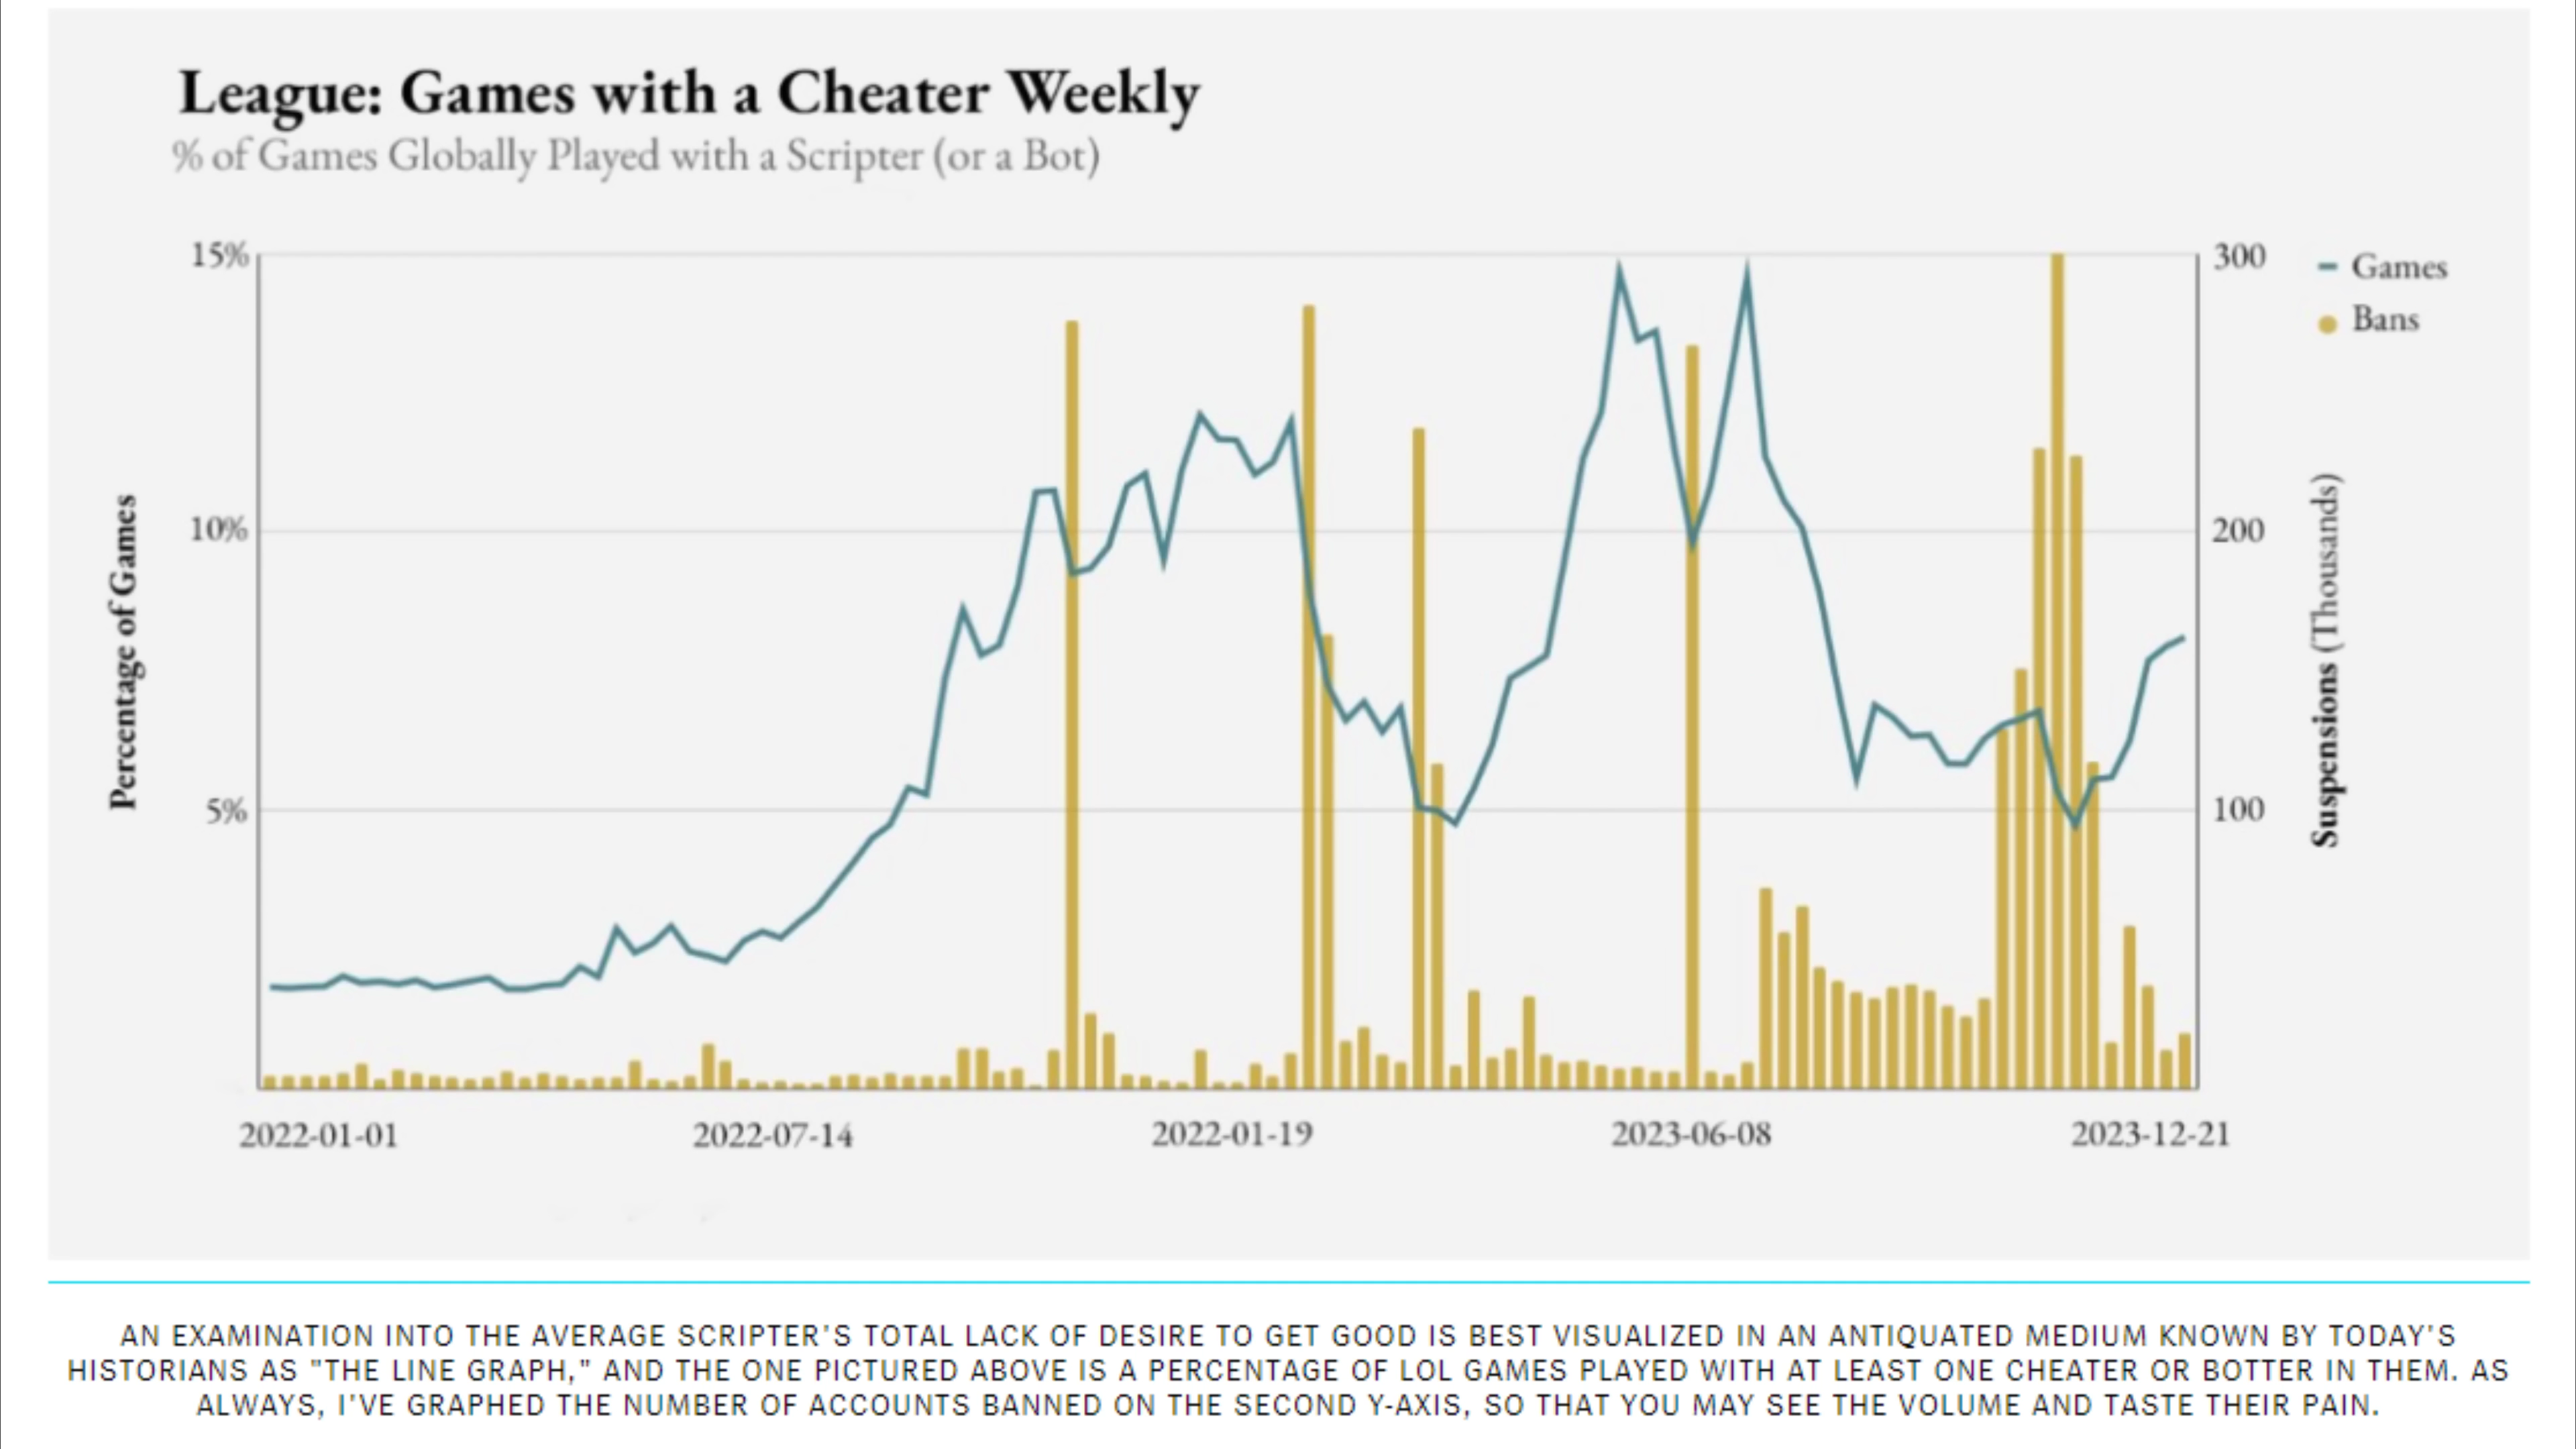 League: Games with a Cheater Weekly
% of Games Globally Played with a Scripter (or a Bot)
15%
10%
5%
Percentage of Games
300
200
100
Suspensions (Thousands)
Games
Bans
2022-01-01
2022-07-14
2022-01-19
2023-06-08
2023-12-21
AN EXAMINATION INTO THE AVERAGE SCRIPTER'S TOTAL LACK OF DESIRE TO GET GOOD IS BEST VISUALIZED IN AN ANTIQUATED MEDIUM KNOWN BY TODAY'S
HISTORIANS AS "THE LINE GRAPH," AND THE ONE PICTURED ABOVE IS A PERCENTAGE OF LOL GAMES PLAYED WITH AT LEAST ONE CHEATER OR BOTTER IN THEM. AS
ALWAYS, I'VE GRAPHED THE NUMBER OF ACCOUNTS BANNED ON THE SECOND Y-AXIS, SO THAT YOU MAY SEE THE VOLUME AND TASTE THEIR PAIN.